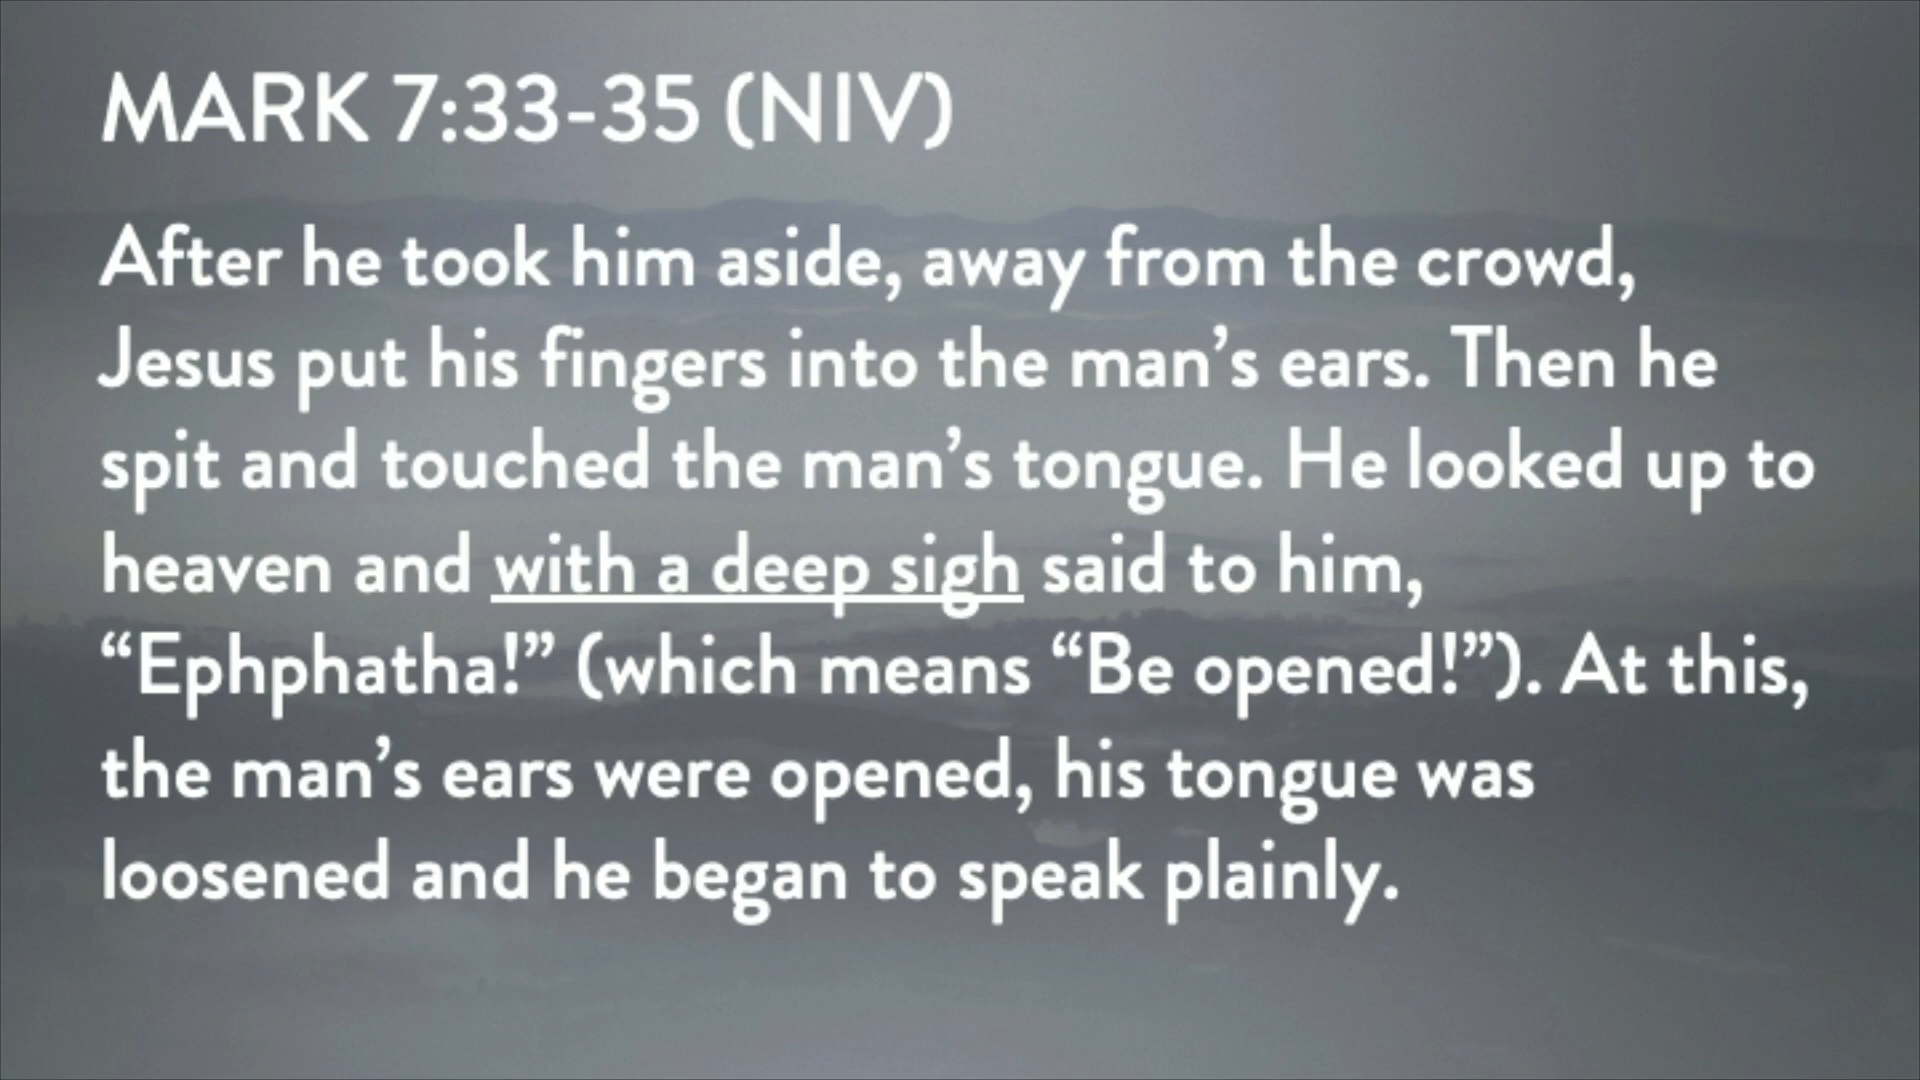 MARK 7:33-35 (NIV)
After he took him aside, away from the crowd,
Jesus put his fingers into the man’s ears. Then he
spit and touched the man’s tongue. He looked up to
heaven and with a deep sigh said to him,
“Ephphatha!” (which means “Be opened!”). At this,
the man’s ears were opened, his tongue was
loosened and he began to speak plainly.